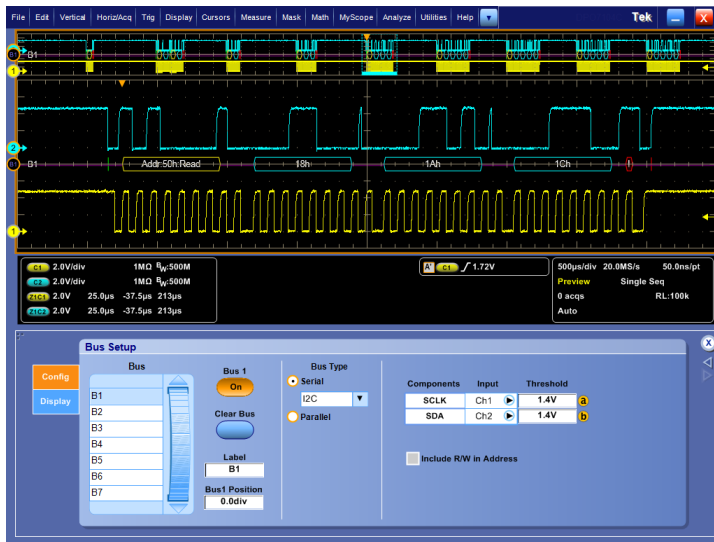 File Edit Vertical Horiz/Acq Trig Display Cursors Measure Mask Math MyScope Analyze Utilities Help Tek X
B1 B1
1
2
B1 B1 Addr:50h:Read 18h 1Ah 1Ch
1
C1 2.0V/div 1MΩ BW:500M
C2 2.0V/div 1MΩ BW:500M
Z1C1 2.0V 25.0µs -37.5µs 213µs
Z1C2 2.0V 25.0µs -37.5µs 213µs
A' C1 1.72V
500µs/div 20.0MS/s 50.0ns/pt
Preview Single Seq
0 acqs RL:100k
Auto
Bus Setup
X
Config
Display
Bus
B1
B2
B3
B4
B5
B6
B7
Bus 1
On
Clear Bus
Label
B1
Bus1 Position
0.0div
Bus Type
Serial
I2C
Parallel
Components Input Threshold
SCLK Ch1 1.4V a
SDA Ch2 1.4V b
Include R/W in Address